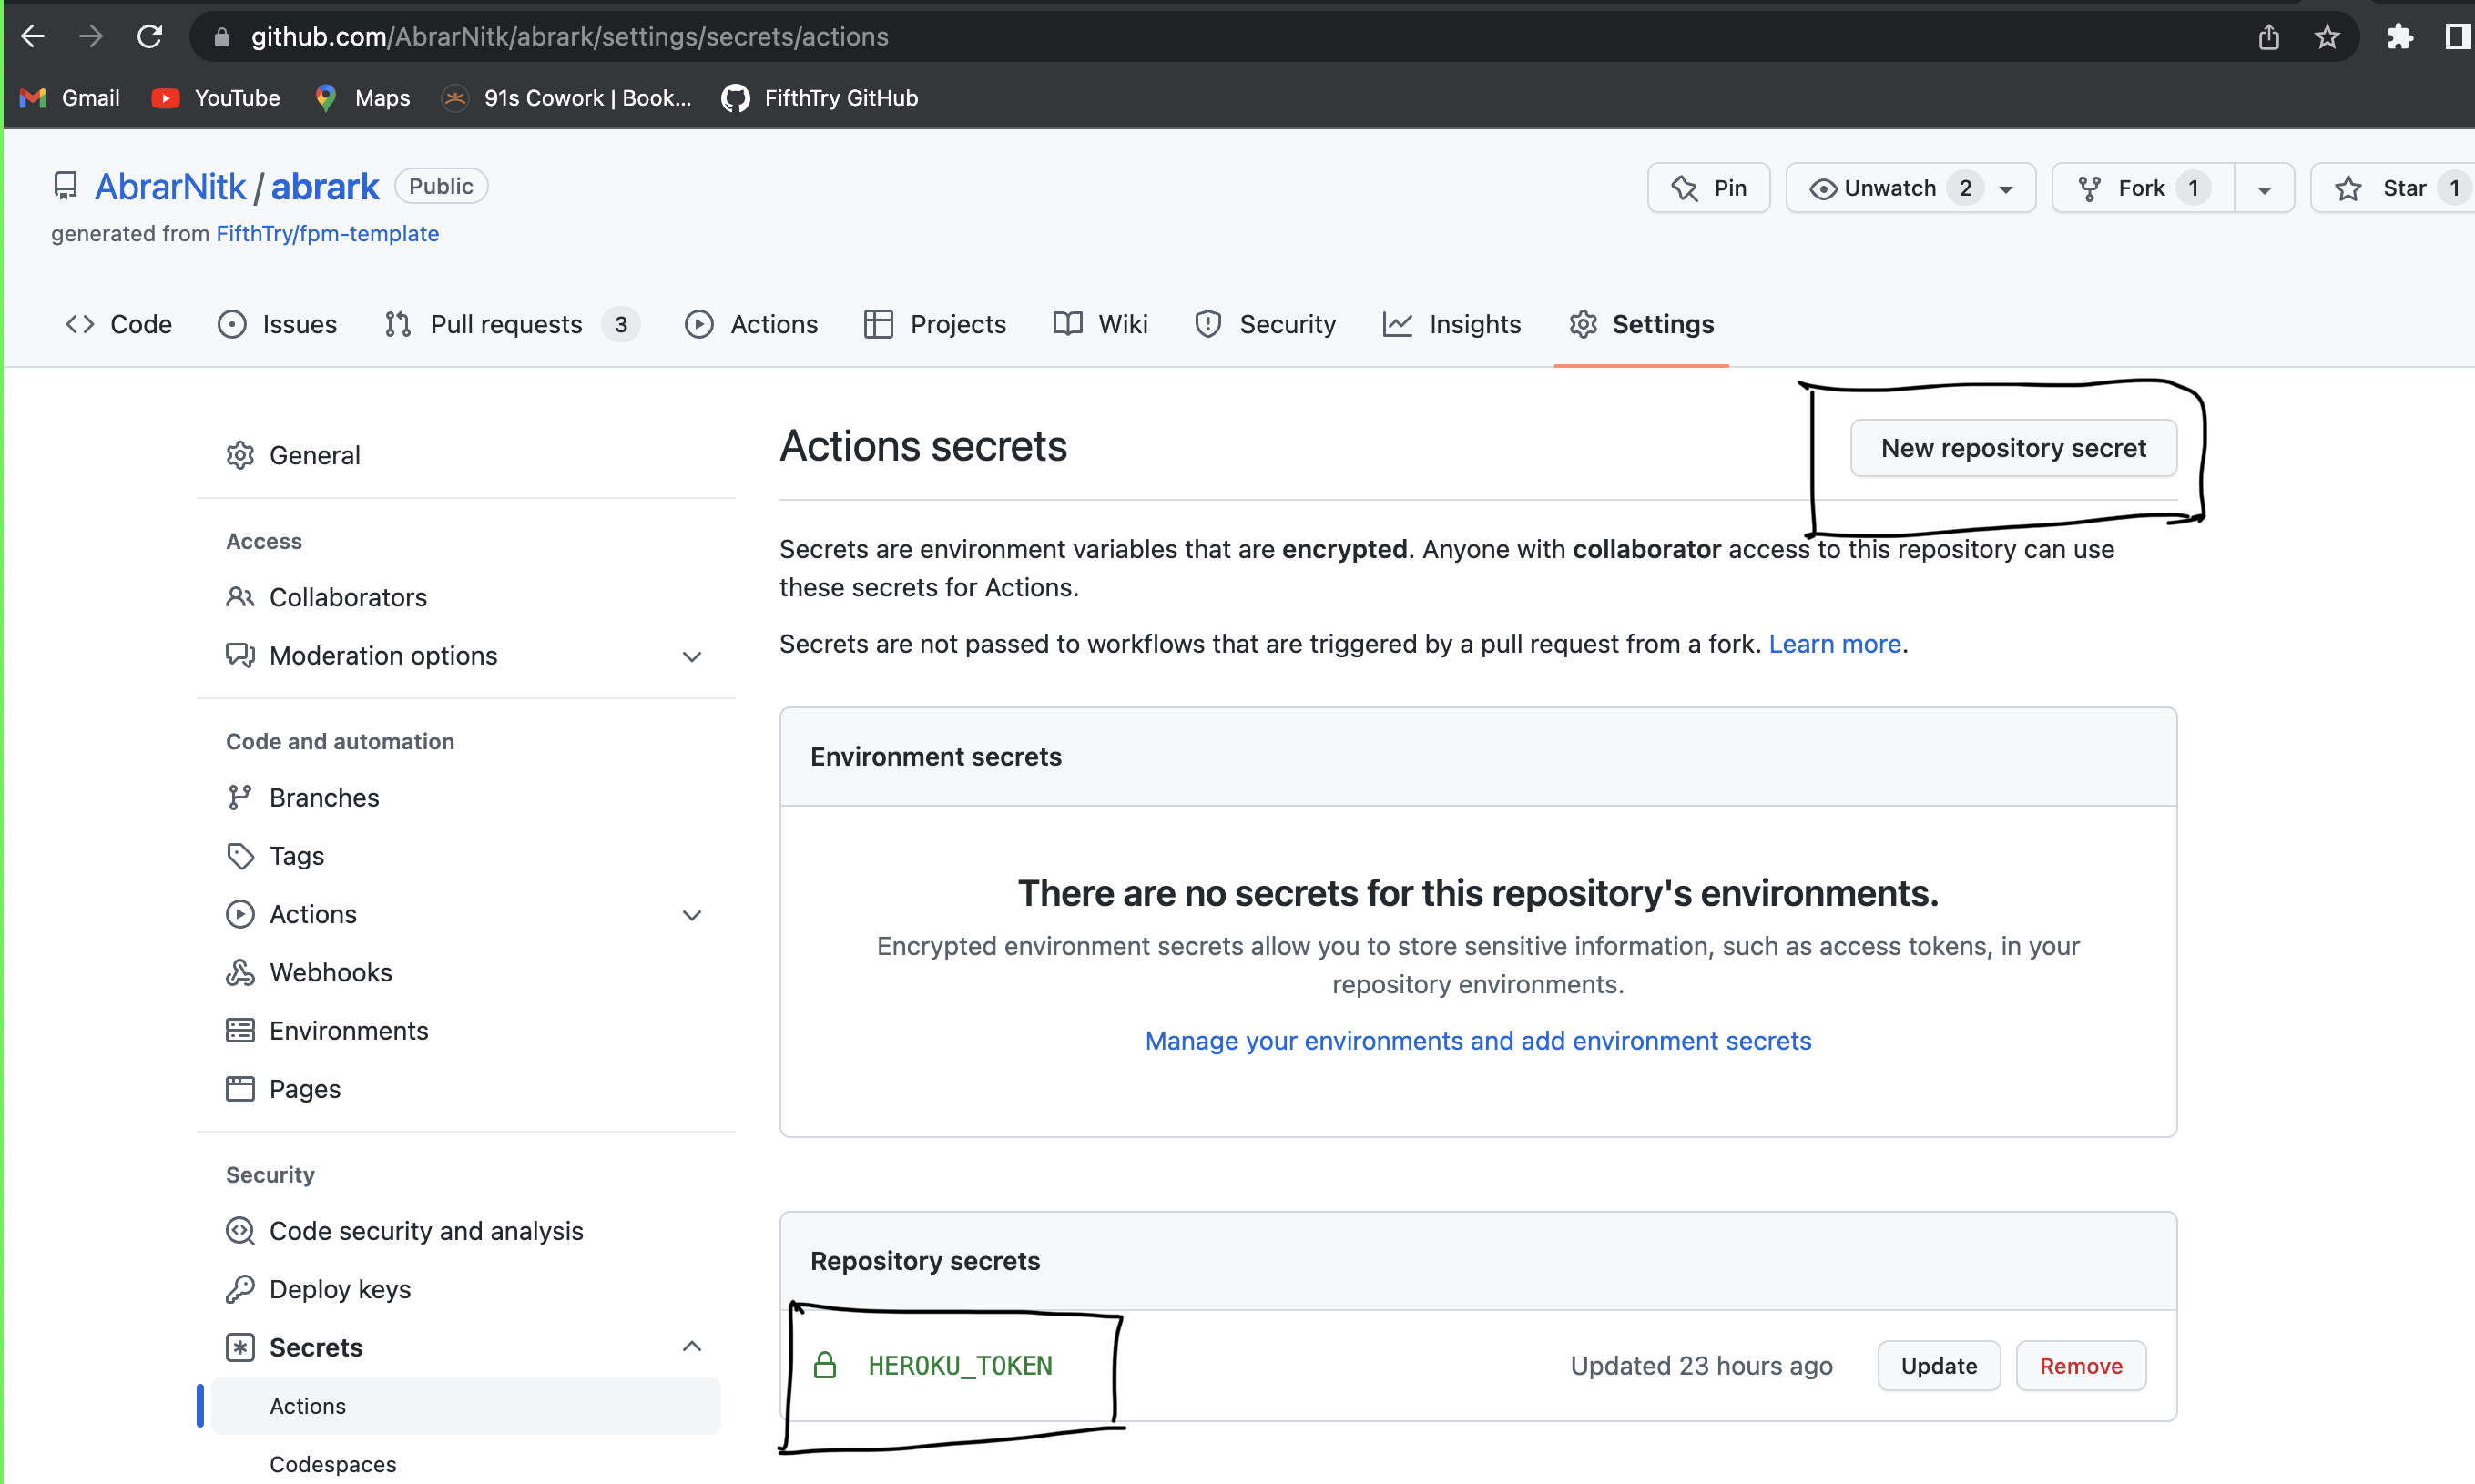 github.com/AbrarNitk/abrark/settings/secrets/actions
Gmail YouTube Maps 91s Cowork | Book... FifthTry GitHub
AbrarNitk / abrark Public
Pin Unwatch 2 Fork 1 Star 1
generated from FifthTry/fpm-template
Code Issues Pull requests 3 Actions Projects Wiki Security Insights Settings
General
Access
Collaborators
Moderation options
Code and automation
Branches
Tags
Actions
Webhooks
Environments
Pages
Security
Code security and analysis
Deploy keys
Secrets
Actions
Codespaces
Actions secrets
New repository secret
Secrets are environment variables that are encrypted. Anyone with collaborator access to this repository can use
these secrets for Actions.
Secrets are not passed to workflows that are triggered by a pull request from a fork. Learn more.
Environment secrets
There are no secrets for this repository's environments.
Encrypted environment secrets allow you to store sensitive information, such as access tokens, in your
repository environments.
Manage your environments and add environment secrets
Repository secrets
HEROKU_TOKEN Updated 23 hours ago Update Remove